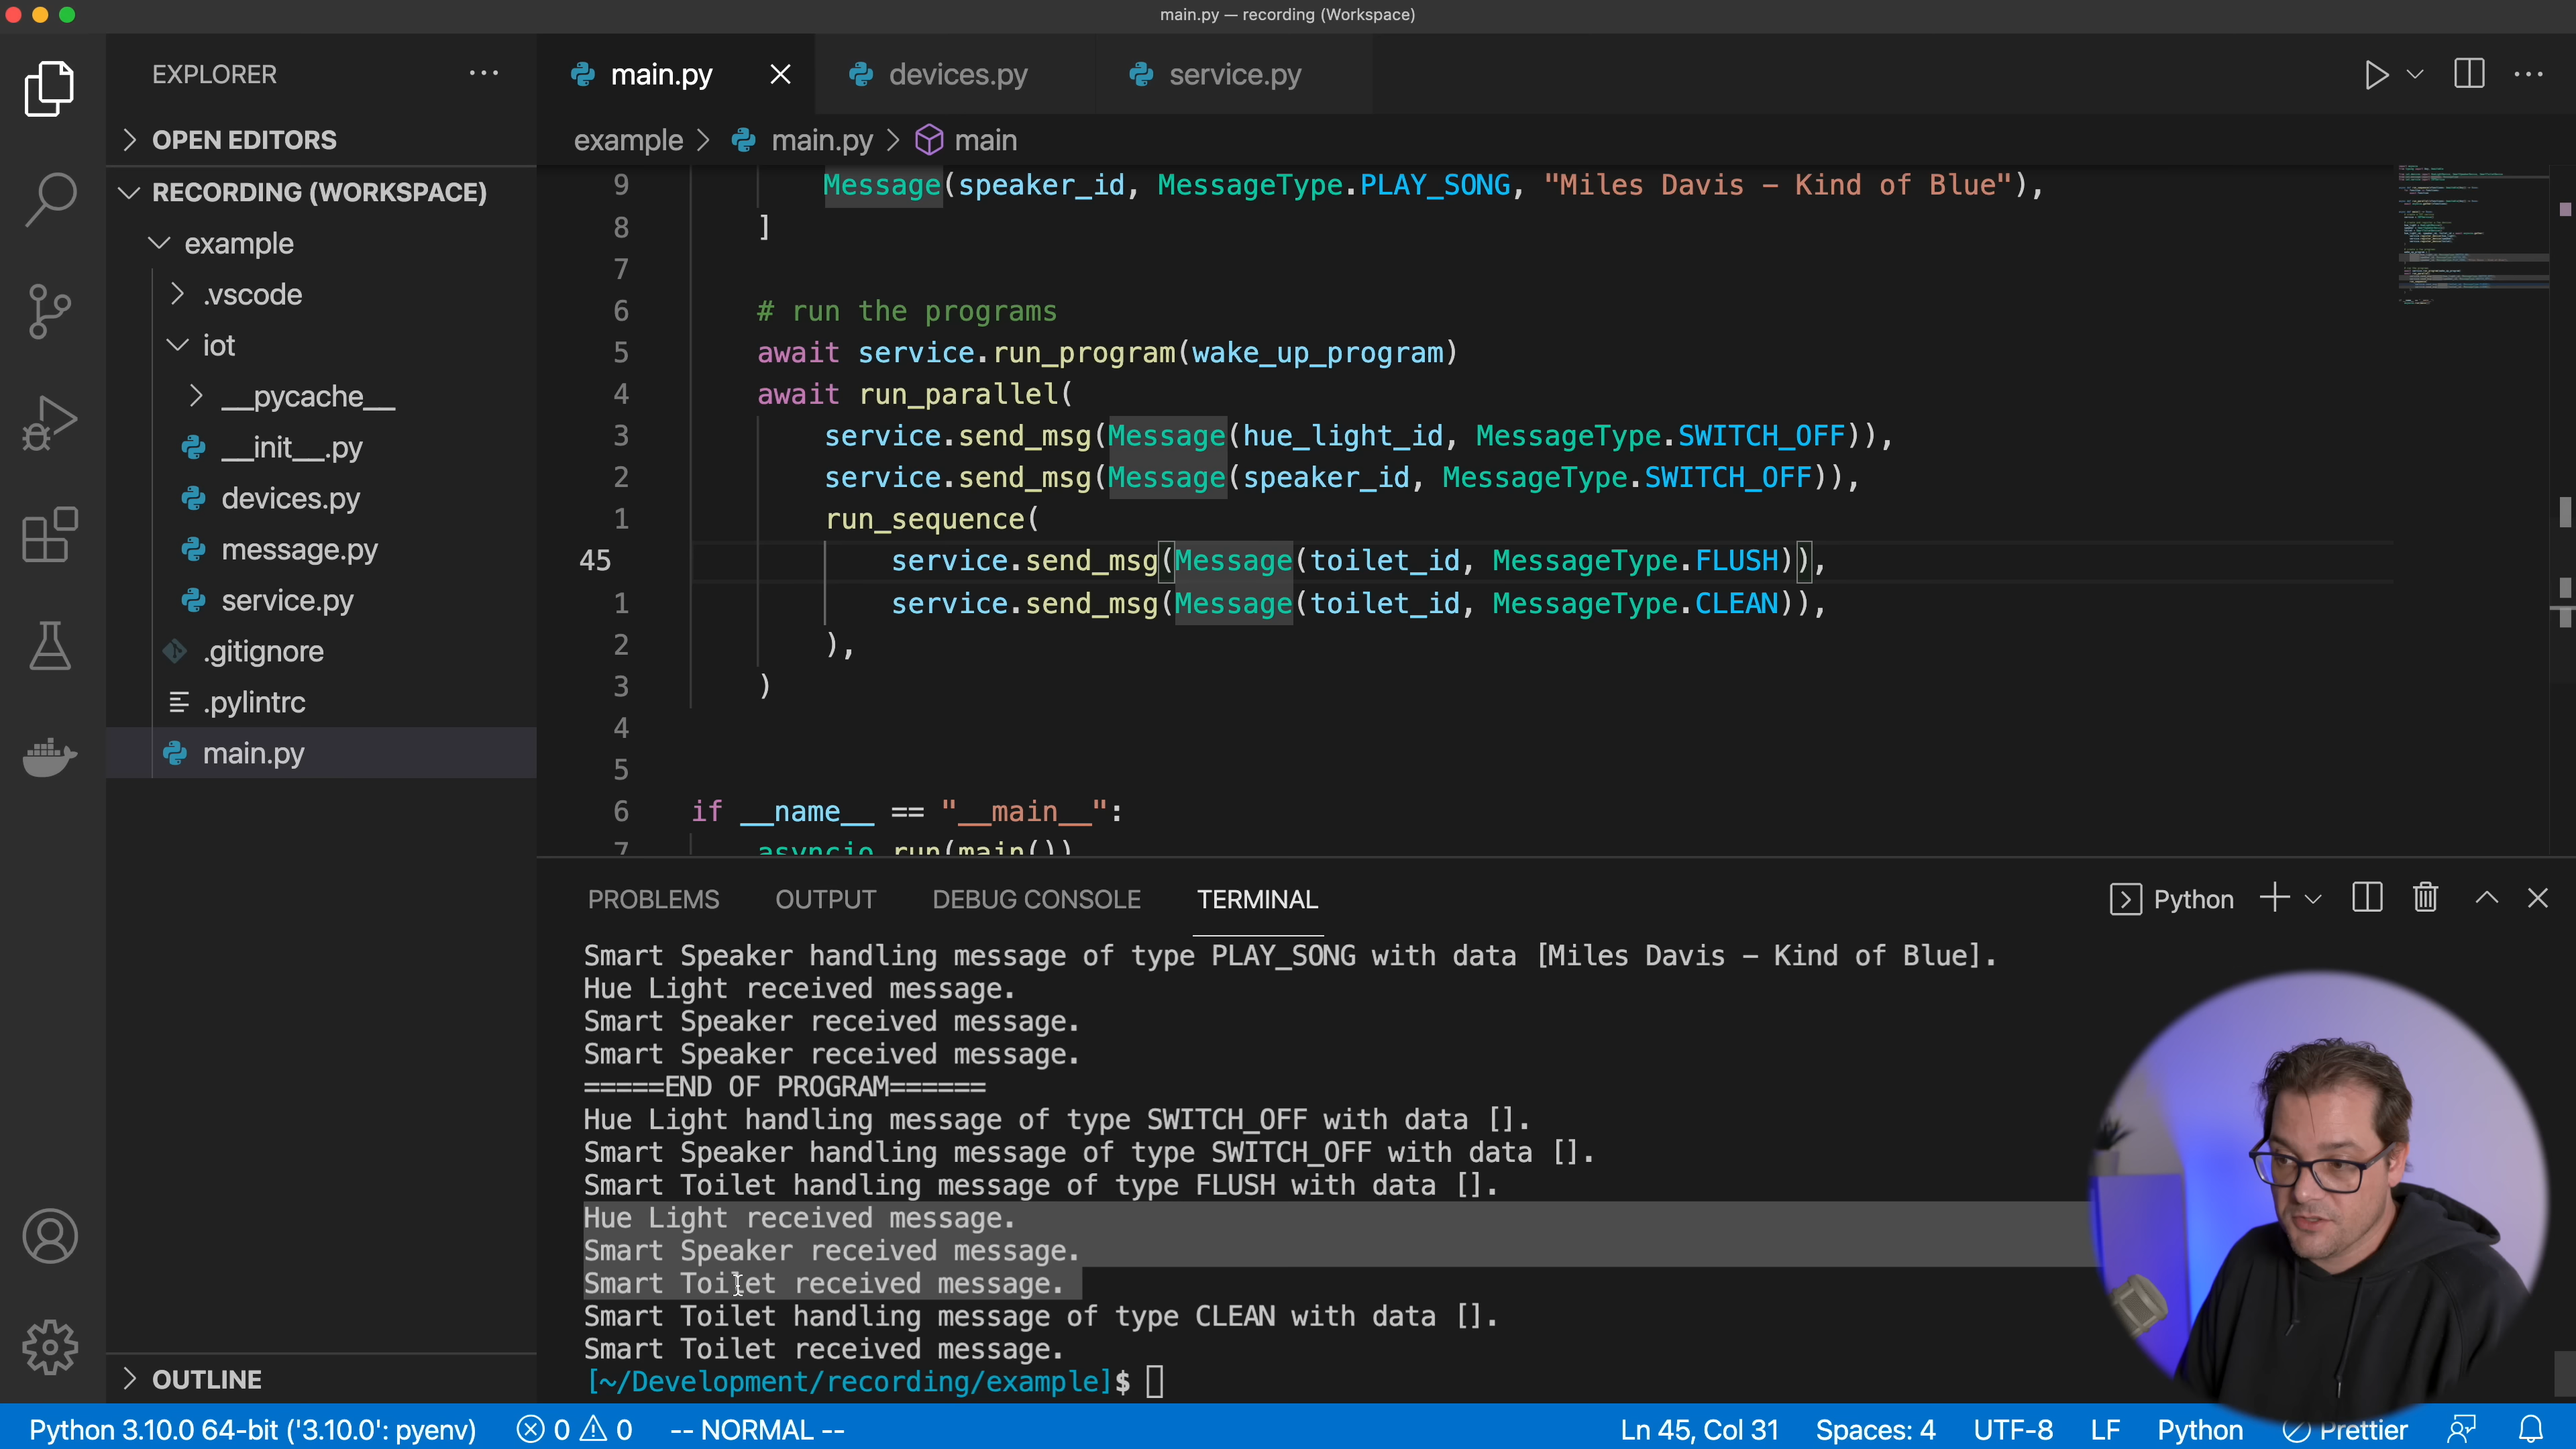 main.py — recording (Workspace)
EXPLORER
OPEN EDITORS
RECORDING (WORKSPACE)
example
.vscode
iot
__pycache__
__init__.py
devices.py
message.py
service.py
.gitignore
.pylintrc
main.py
OUTLINE
main.py devices.py service.py
example > main.py > main
9 Message(speaker_id, MessageType.PLAY_SONG, "Miles Davis – Kind of Blue"),
8 ]
7
6 # run the programs
5 await service.run_program(wake_up_program)
4 await run_parallel(
3 service.send_msg(Message(hue_light_id, MessageType.SWITCH_OFF)),
2 service.send_msg(Message(speaker_id, MessageType.SWITCH_OFF)),
1 run_sequence(
45 service.send_msg(Message(toilet_id, MessageType.FLUSH)),
1 service.send_msg(Message(toilet_id, MessageType.CLEAN)),
2 ),
3 )
4
5
6 if __name__ == "__main__":
7 asyncio.run(main())
PROBLEMS OUTPUT DEBUG CONSOLE TERMINAL Python
Smart Speaker handling message of type PLAY_SONG with data [Miles Davis – Kind of Blue].
Hue Light received message.
Smart Speaker received message.
Smart Speaker received message.
=====END OF PROGRAM======
Hue Light handling message of type SWITCH_OFF with data [].
Smart Speaker handling message of type SWITCH_OFF with data [].
Smart Toilet handling message of type FLUSH with data [].
Hue Light received message.
Smart Speaker received message.
Smart Toilet received message.
Smart Toilet handling message of type CLEAN with data [].
Smart Toilet received message.
[~/Development/recording/example]$
Python 3.10.0 64-bit ('3.10.0': pyenv) 0 0 -- NORMAL -- Ln 45, Col 31 Spaces: 4 UTF-8 LF Python Prettier